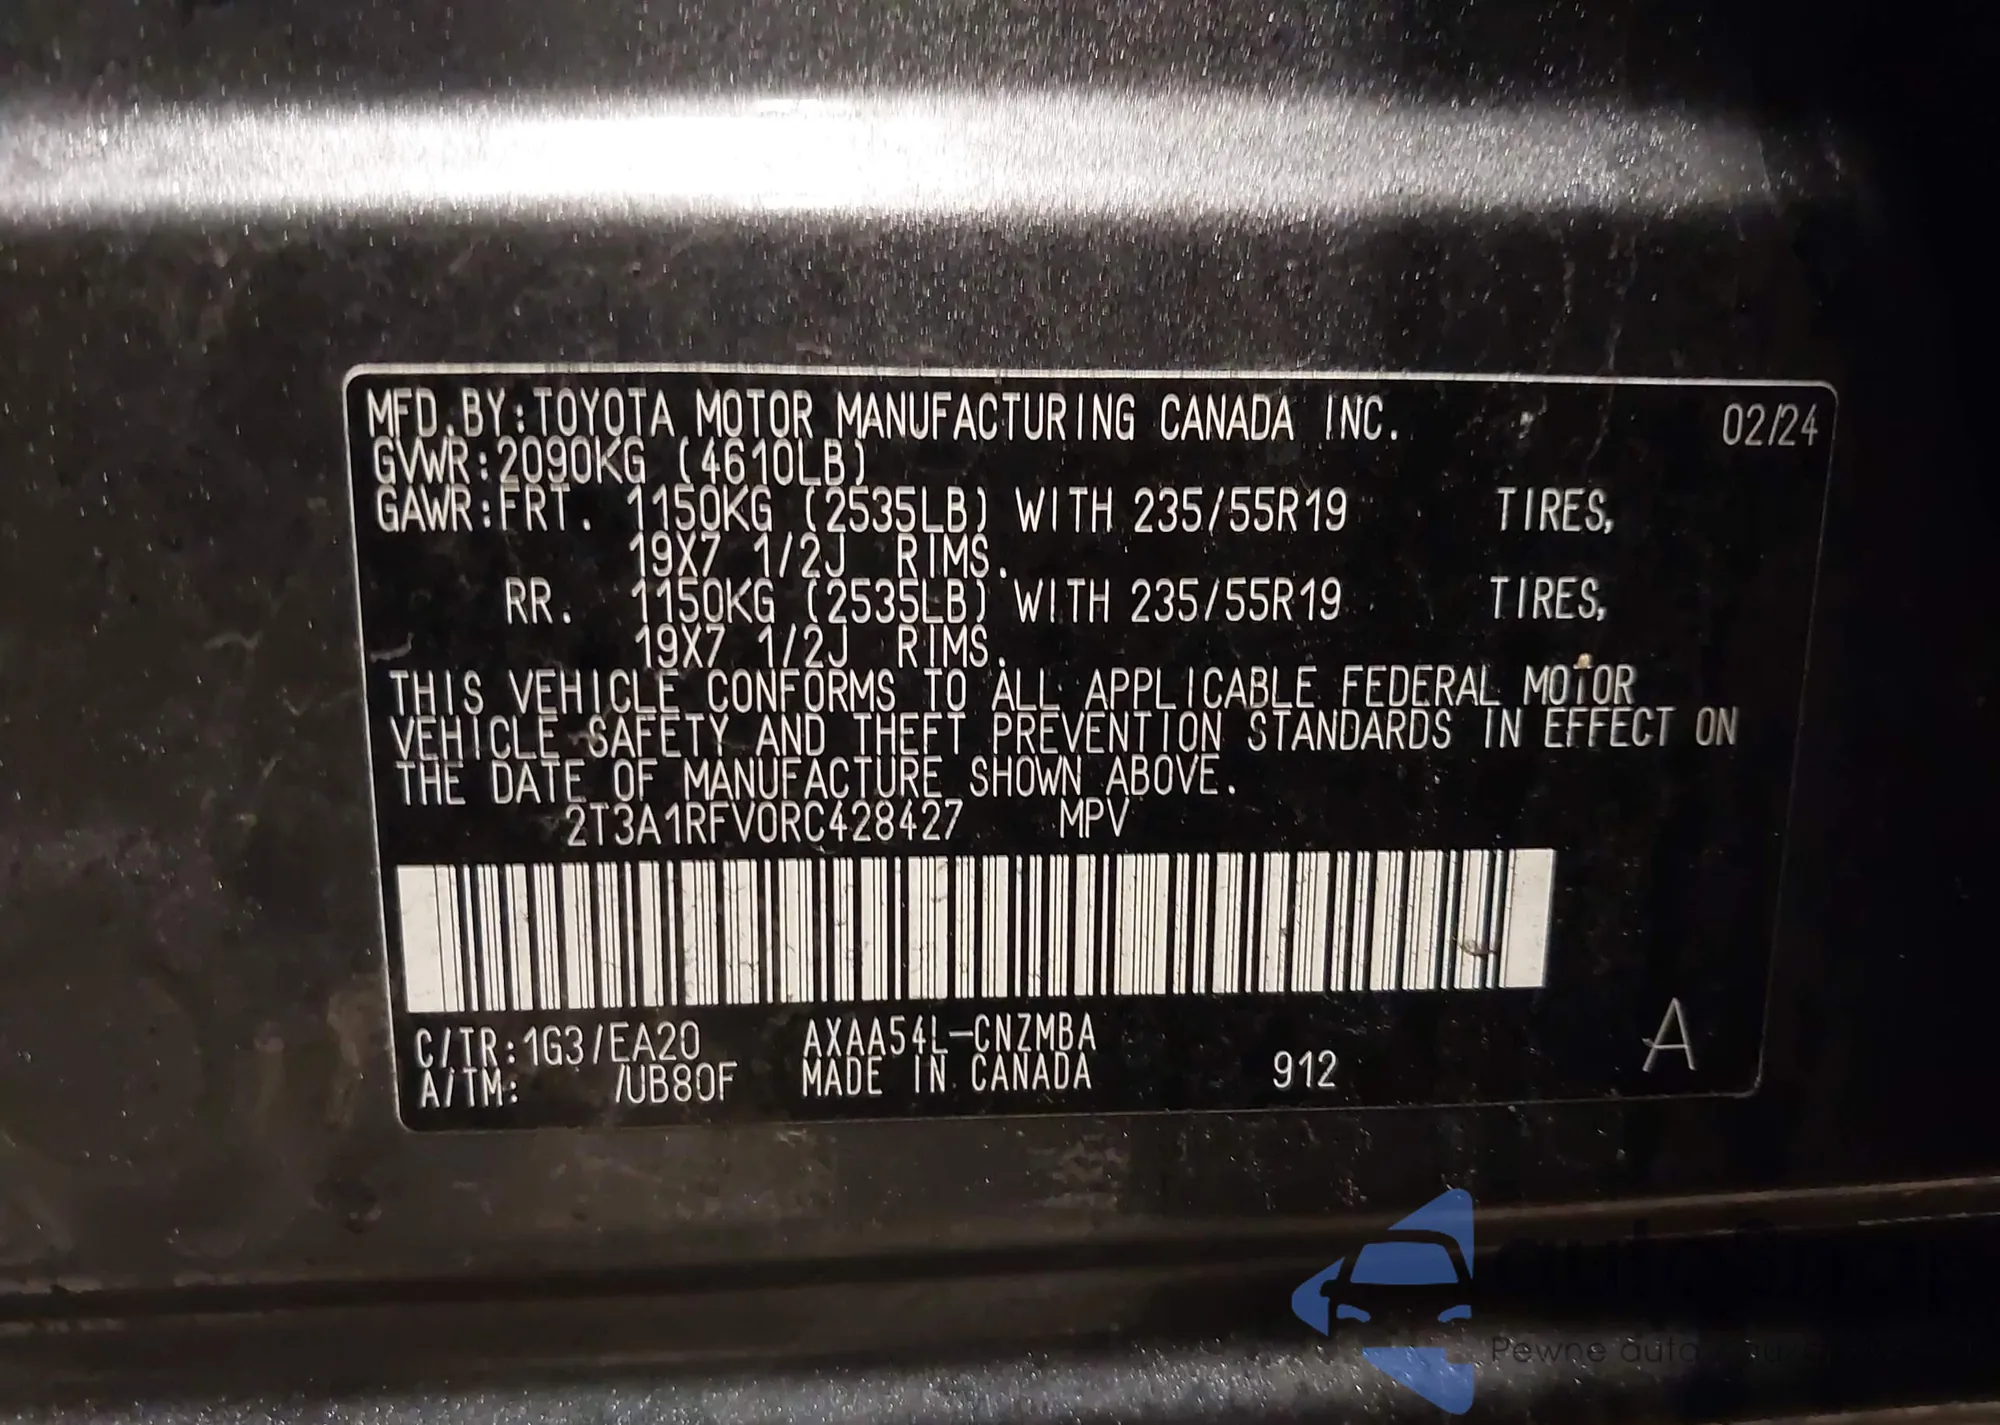 MFD.BY:TOYOTA MOTOR MANUFACTURING CANADA INC. 02/24
GVWR:2090KG (4610LB)
GAWR:FRT. 1150KG (2535LB) WITH 235/55R19 TIRES,
19X7 1/2J RIMS.
RR. 1150KG (2535LB) WITH 235/55R19 TIRES,
19X7 1/2J RIMS.
THIS VEHICLE CONFORMS TO ALL APPLICABLE FEDERAL MOTOR
VEHICLE SAFETY AND THEFT PREVENTION STANDARDS IN EFFECT ON
THE DATE OF MANUFACTURE SHOWN ABOVE.
2T3A1RFV0RC428427 MPV
C/TR:1G3/EA20 AXAA54L-CNZMBA
A/TM: /UB80F MADE IN CANADA 912 A
Pewne auta